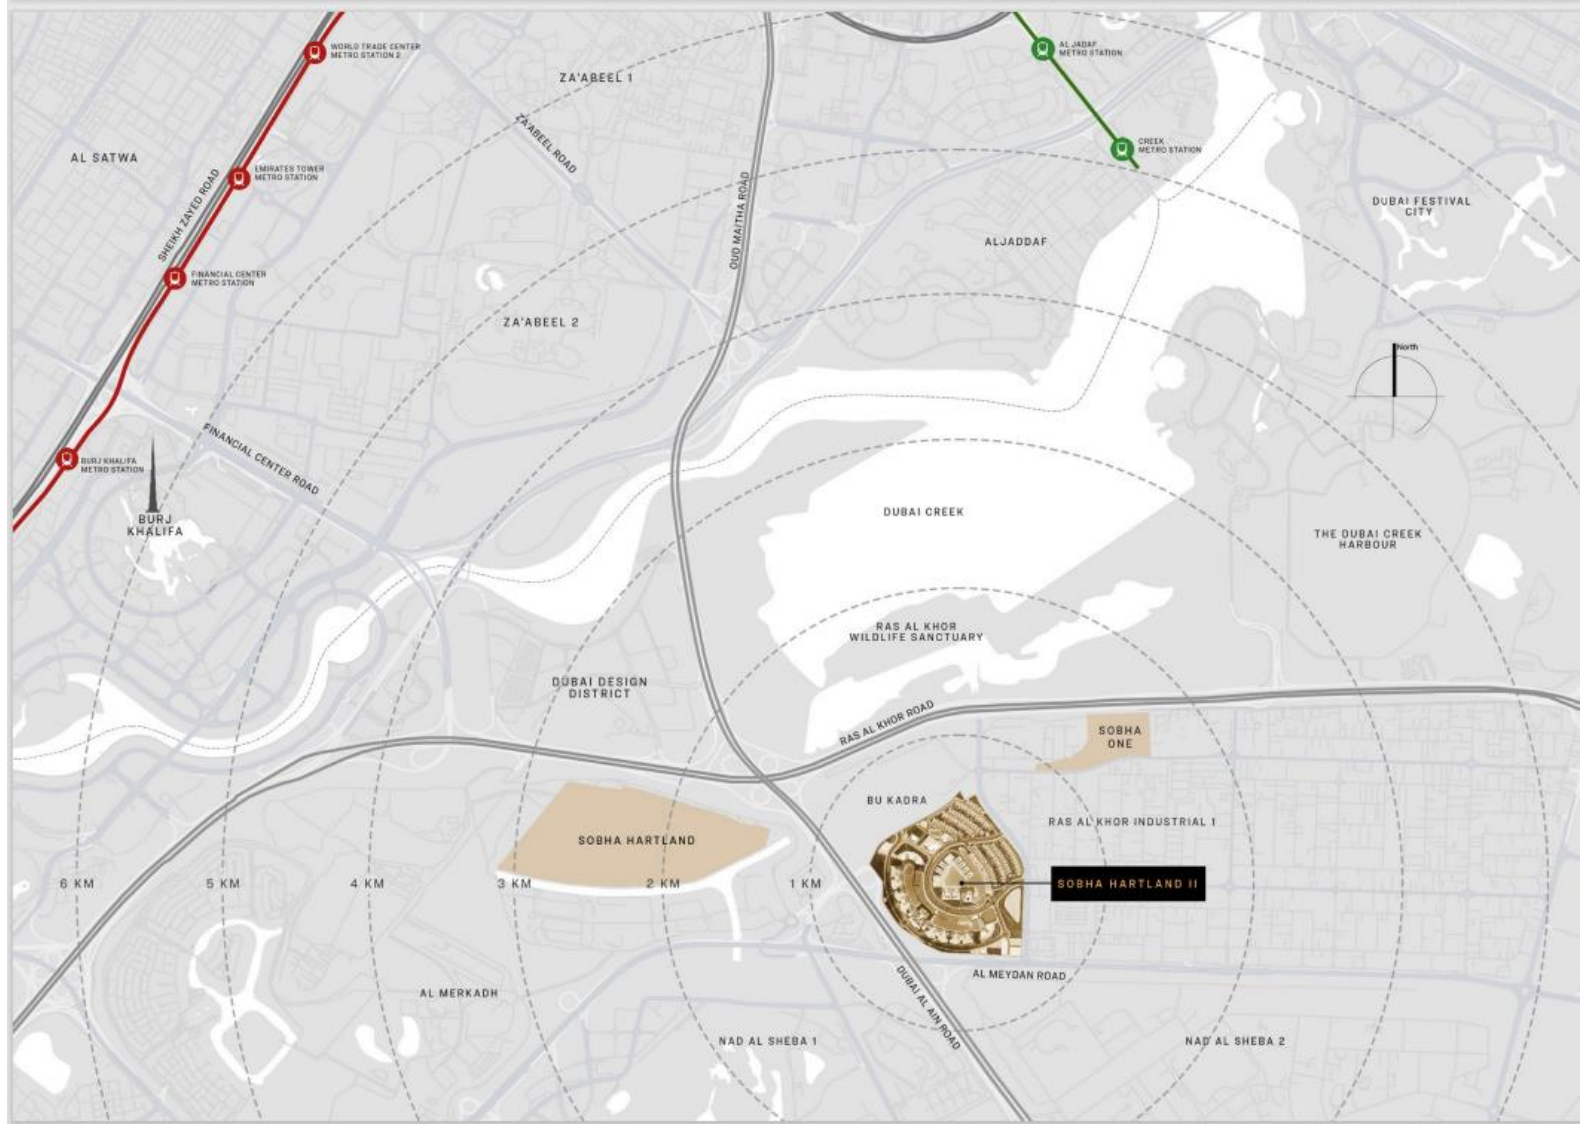 WORLD TRADE CENTER
METRO STATION 2
AL JADAF
METRO STATION
ZA'ABEEL 1
ZA'ABEEL ROAD
CREEK
METRO STATION
AL SATWA
EMIRATES TOWER
METRO STATION
SHEIKH ZAYED ROAD
OUD MAITHA ROAD
DUBAI FESTIVAL
CITY
ALJADDAF
FINANCIAL CENTER
METRO STATION
ZA'ABEEL 2
North
FINANCIAL CENTER ROAD
BURJ KHALIFA
METRO STATION
BURJ
KHALIFA
DUBAI CREEK
THE DUBAI CREEK
HARBOUR
RAS AL KHOR
WILDLIFE SANCTUARY
DUBAI DESIGN
DISTRICT
RAS AL KHOR ROAD
SOBHA
ONE
BU KADRA
RAS AL KHOR INDUSTRIAL 1
SOBHA HARTLAND
6 KM
5 KM
4 KM
3 KM
2 KM
1 KM
SOBHA HARTLAND II
AL MEYDAN ROAD
AL MERKADH
DUBAI AL AIN ROAD
NAD AL SHEBA 1
NAD AL SHEBA 2